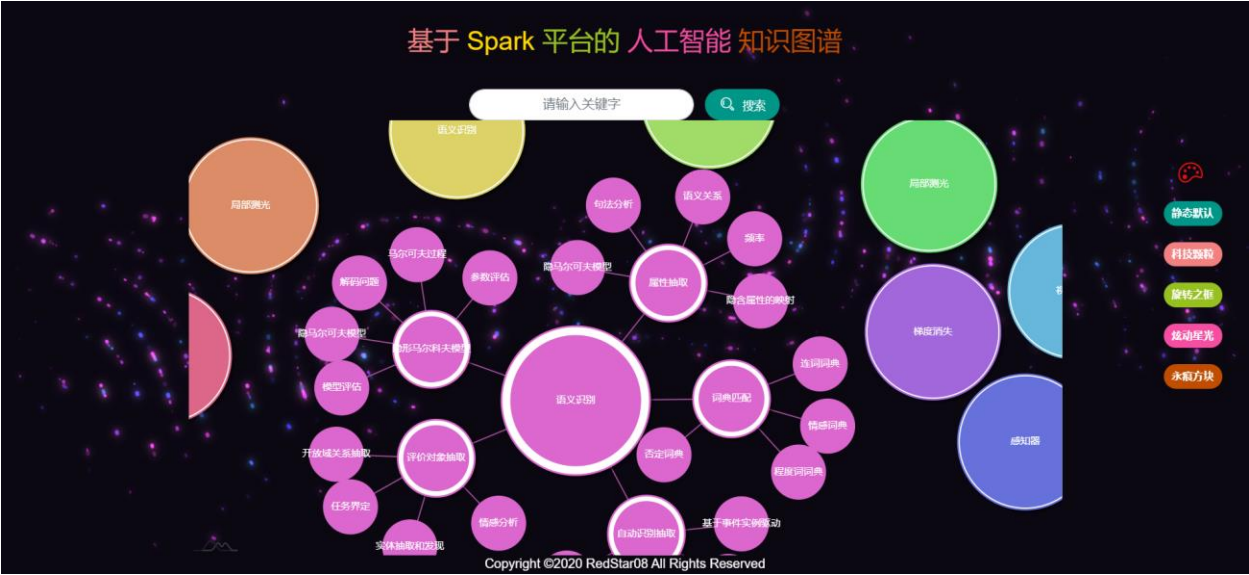 基于 Spark 平台的 人工智能 知识图谱
请输入关键字
搜索
语义识别
局部测光
局部测光
句法分析
语义关系
频率
隐马尔可夫模型
属性抽取
隐含属性的映射
马尔可夫过程
解码问题
参数评估
隐马尔可夫模型
隐形马尔科夫模型
模型评估
梯度消失
语义识别
词典匹配
连词词典
情感词典
否定词典
程度词词典
感知器
开放域关系抽取
评价对象抽取
任务界定
情感分析
实体抽取和发现
自动识别抽取
基于事件实例驱动
静态默认
科技颗粒
旋转之框
炫动星光
永痕方块
Copyright ©2020 RedStar08 All Rights Reserved